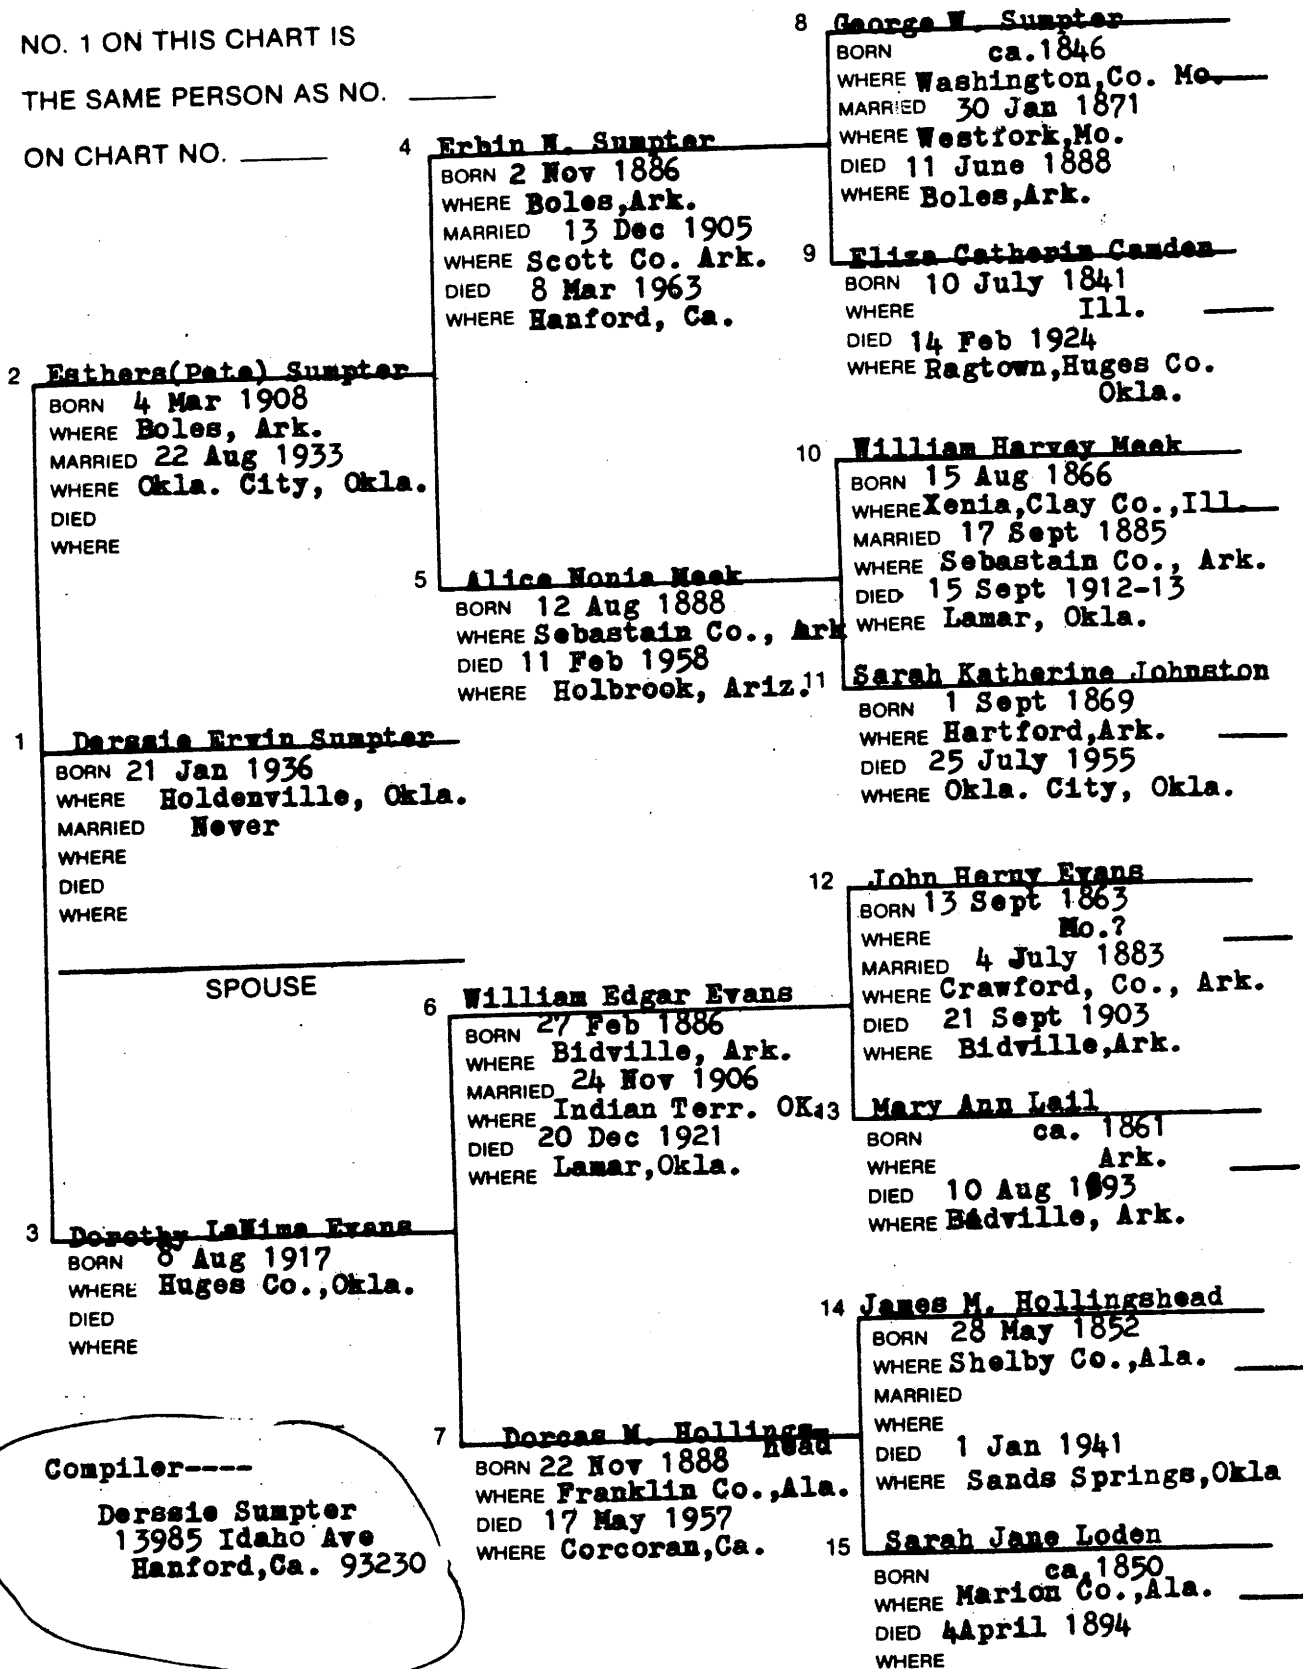 NO. 1 ON THIS CHART IS
THE SAME PERSON AS NO.
ON CHART NO.
8 George W. Sumpter
BORN ca.1846
WHERE Washington,Co. Mo.
MARRIED 30 Jan 1871
WHERE Westfork,Mo.
DIED 11 June 1888
WHERE Boles,Ark.
4 Erbin N. Sumpter
BORN 2 Nov 1886
WHERE Boles,Ark.
MARRIED 13 Dec 1905
WHERE Scott Co. Ark.
DIED 8 Mar 1963
WHERE Hanford, Ca.
9 Eliza Catherin Camden
BORN 10 July 1841
WHERE Ill.
DIED 14 Feb 1924
WHERE Ragtown,Huges Co.
Okla.
2 Esthers(Pete) Sumpter
BORN 4 Mar 1908
WHERE Boles, Ark.
MARRIED 22 Aug 1933
WHERE Okla. City, Okla.
DIED
WHERE
10 William Harvey Meek
BORN 15 Aug 1866
WHERE Xenia,Clay Co.,Ill.
MARRIED 17 Sept 1885
WHERE Sebastain Co., Ark.
DIED 15 Sept 1912-13
WHERE Lamar, Okla.
5 Alice Nonia Meek
BORN 12 Aug 1888
WHERE Sebastain Co., Ark
DIED 11 Feb 1958
WHERE Holbrook, Ariz.
11 Sarah Katherine Johnston
BORN 1 Sept 1869
WHERE Hartford,Ark.
DIED 25 July 1955
WHERE Okla. City, Okla.
1 Derssie Ervin Sumpter
BORN 21 Jan 1936
WHERE Holdenville, Okla.
MARRIED Never
WHERE
DIED
WHERE
SPOUSE
12 John Harny Evans
BORN 13 Sept 1863
WHERE Mo.?
MARRIED 4 July 1883
WHERE Crawford, Co., Ark.
DIED 21 Sept 1903
WHERE Bidville,Ark.
6 William Edgar Evans
BORN 27 Feb 1886
WHERE Bidville, Ark.
MARRIED 24 Nov 1906
WHERE Indian Terr. OK.
DIED 20 Dec 1921
WHERE Lamar,Okla.
13 Mary Ann Lail
BORN ca. 1861
WHERE Ark.
DIED 10 Aug 1893
WHERE Bidville, Ark.
3 Dorothy LaNima Evans
BORN 8 Aug 1917
WHERE Huges Co.,Okla.
DIED
WHERE
14 James M. Hollingshead
BORN 28 May 1852
WHERE Shelby Co.,Ala.
MARRIED
WHERE
DIED 1 Jan 1941
WHERE Sands Springs,Okla
7 Dorcas M. Hollings-
head
BORN 22 Nov 1888
WHERE Franklin Co.,Ala.
DIED 17 May 1957
WHERE Corcoran,Ca.
15 Sarah Jane Loden
BORN ca.1850
WHERE Marion Co.,Ala.
DIED 4April 1894
WHERE
Compiler----
Derssie Sumpter
13985 Idaho Ave
Hanford,Ca. 93230